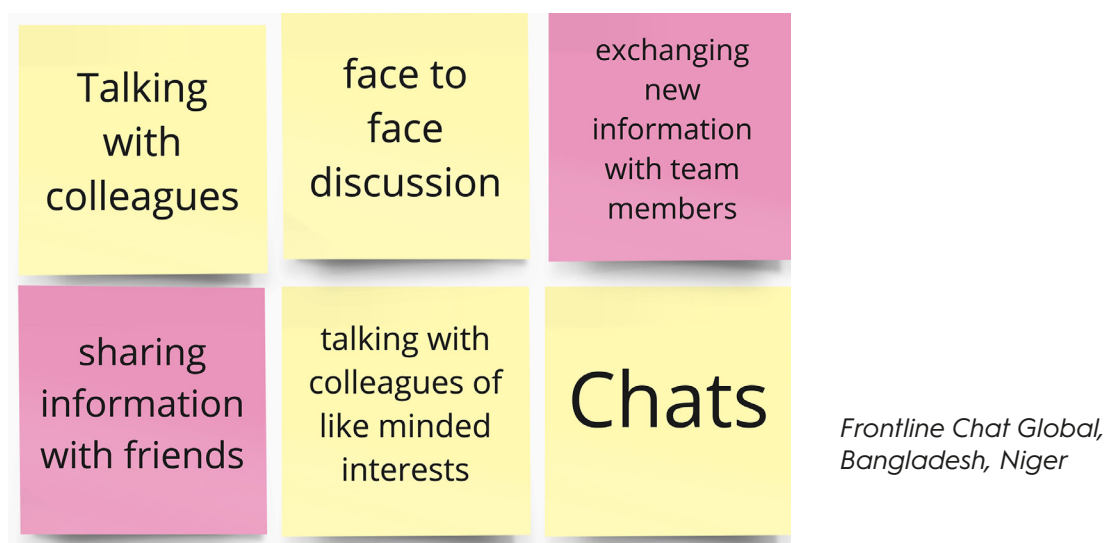 Talking
with
colleagues
face to
face
discussion
exchanging
new
information
with team
members
sharing
information
with friends
talking with
colleagues of
like minded
interests
Chats
Frontline Chat Global,
Bangladesh, Niger